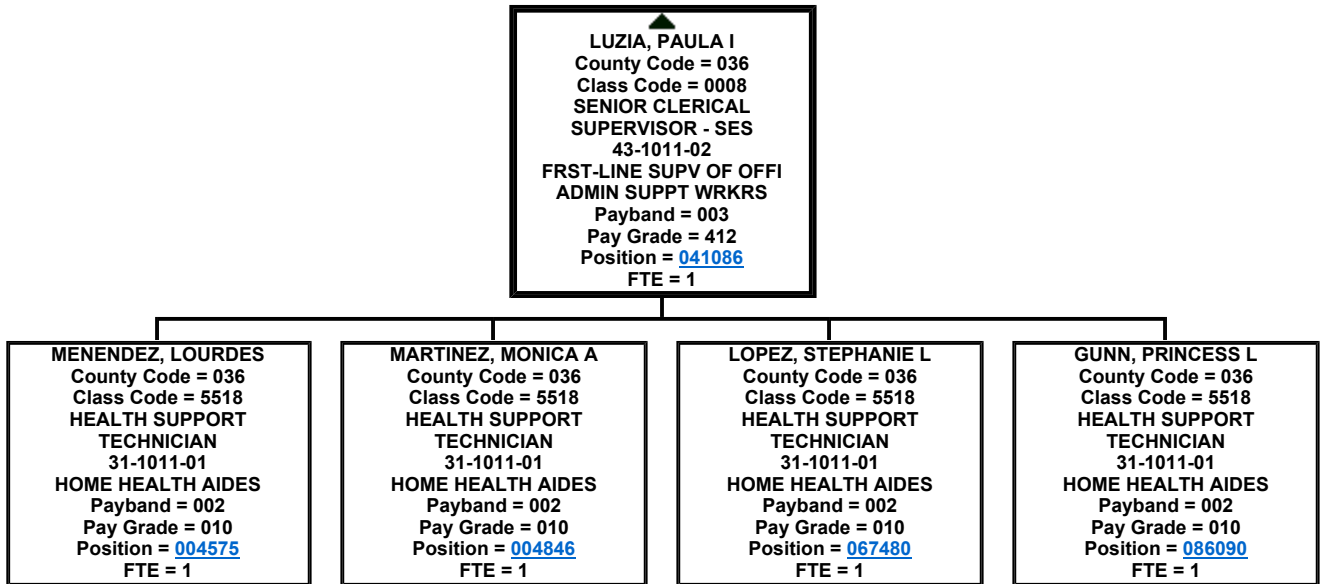 LUZIA, PAULA I
County Code = 036
Class Code = 0008
SENIOR CLERICAL
SUPERVISOR - SES
43-1011-02
FRST-LINE SUPV OF OFFI
ADMIN SUPPT WRKRS
Payband = 003
Pay Grade = 412
Position = 041086
FTE = 1
MENENDEZ, LOURDES
County Code = 036
Class Code = 5518
HEALTH SUPPORT
TECHNICIAN
31-1011-01
HOME HEALTH AIDES
Payband = 002
Pay Grade = 010
Position = 004575
FTE = 1
MARTINEZ, MONICA A
County Code = 036
Class Code = 5518
HEALTH SUPPORT
TECHNICIAN
31-1011-01
HOME HEALTH AIDES
Payband = 002
Pay Grade = 010
Position = 004846
FTE = 1
LOPEZ, STEPHANIE L
County Code = 036
Class Code = 5518
HEALTH SUPPORT
TECHNICIAN
31-1011-01
HOME HEALTH AIDES
Payband = 002
Pay Grade = 010
Position = 067480
FTE = 1
GUNN, PRINCESS L
County Code = 036
Class Code = 5518
HEALTH SUPPORT
TECHNICIAN
31-1011-01
HOME HEALTH AIDES
Payband = 002
Pay Grade = 010
Position = 086090
FTE = 1